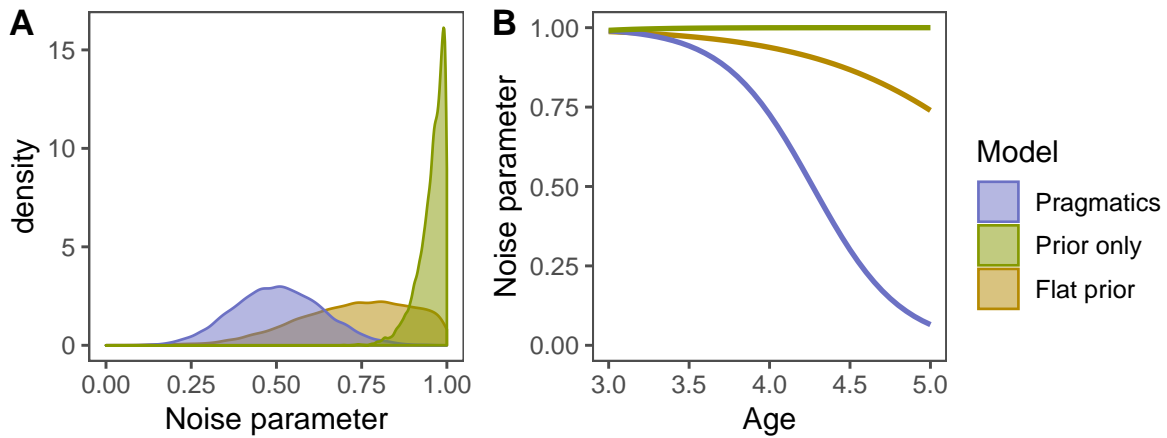 A
density
15
10
5
0
0.00 0.25 0.50 0.75 1.00
Noise parameter
B
Noise parameter
1.00
0.75
0.50
0.25
0.00
3.0 3.5 4.0 4.5 5.0
Age
Model
Pragmatics
Prior only
Flat prior